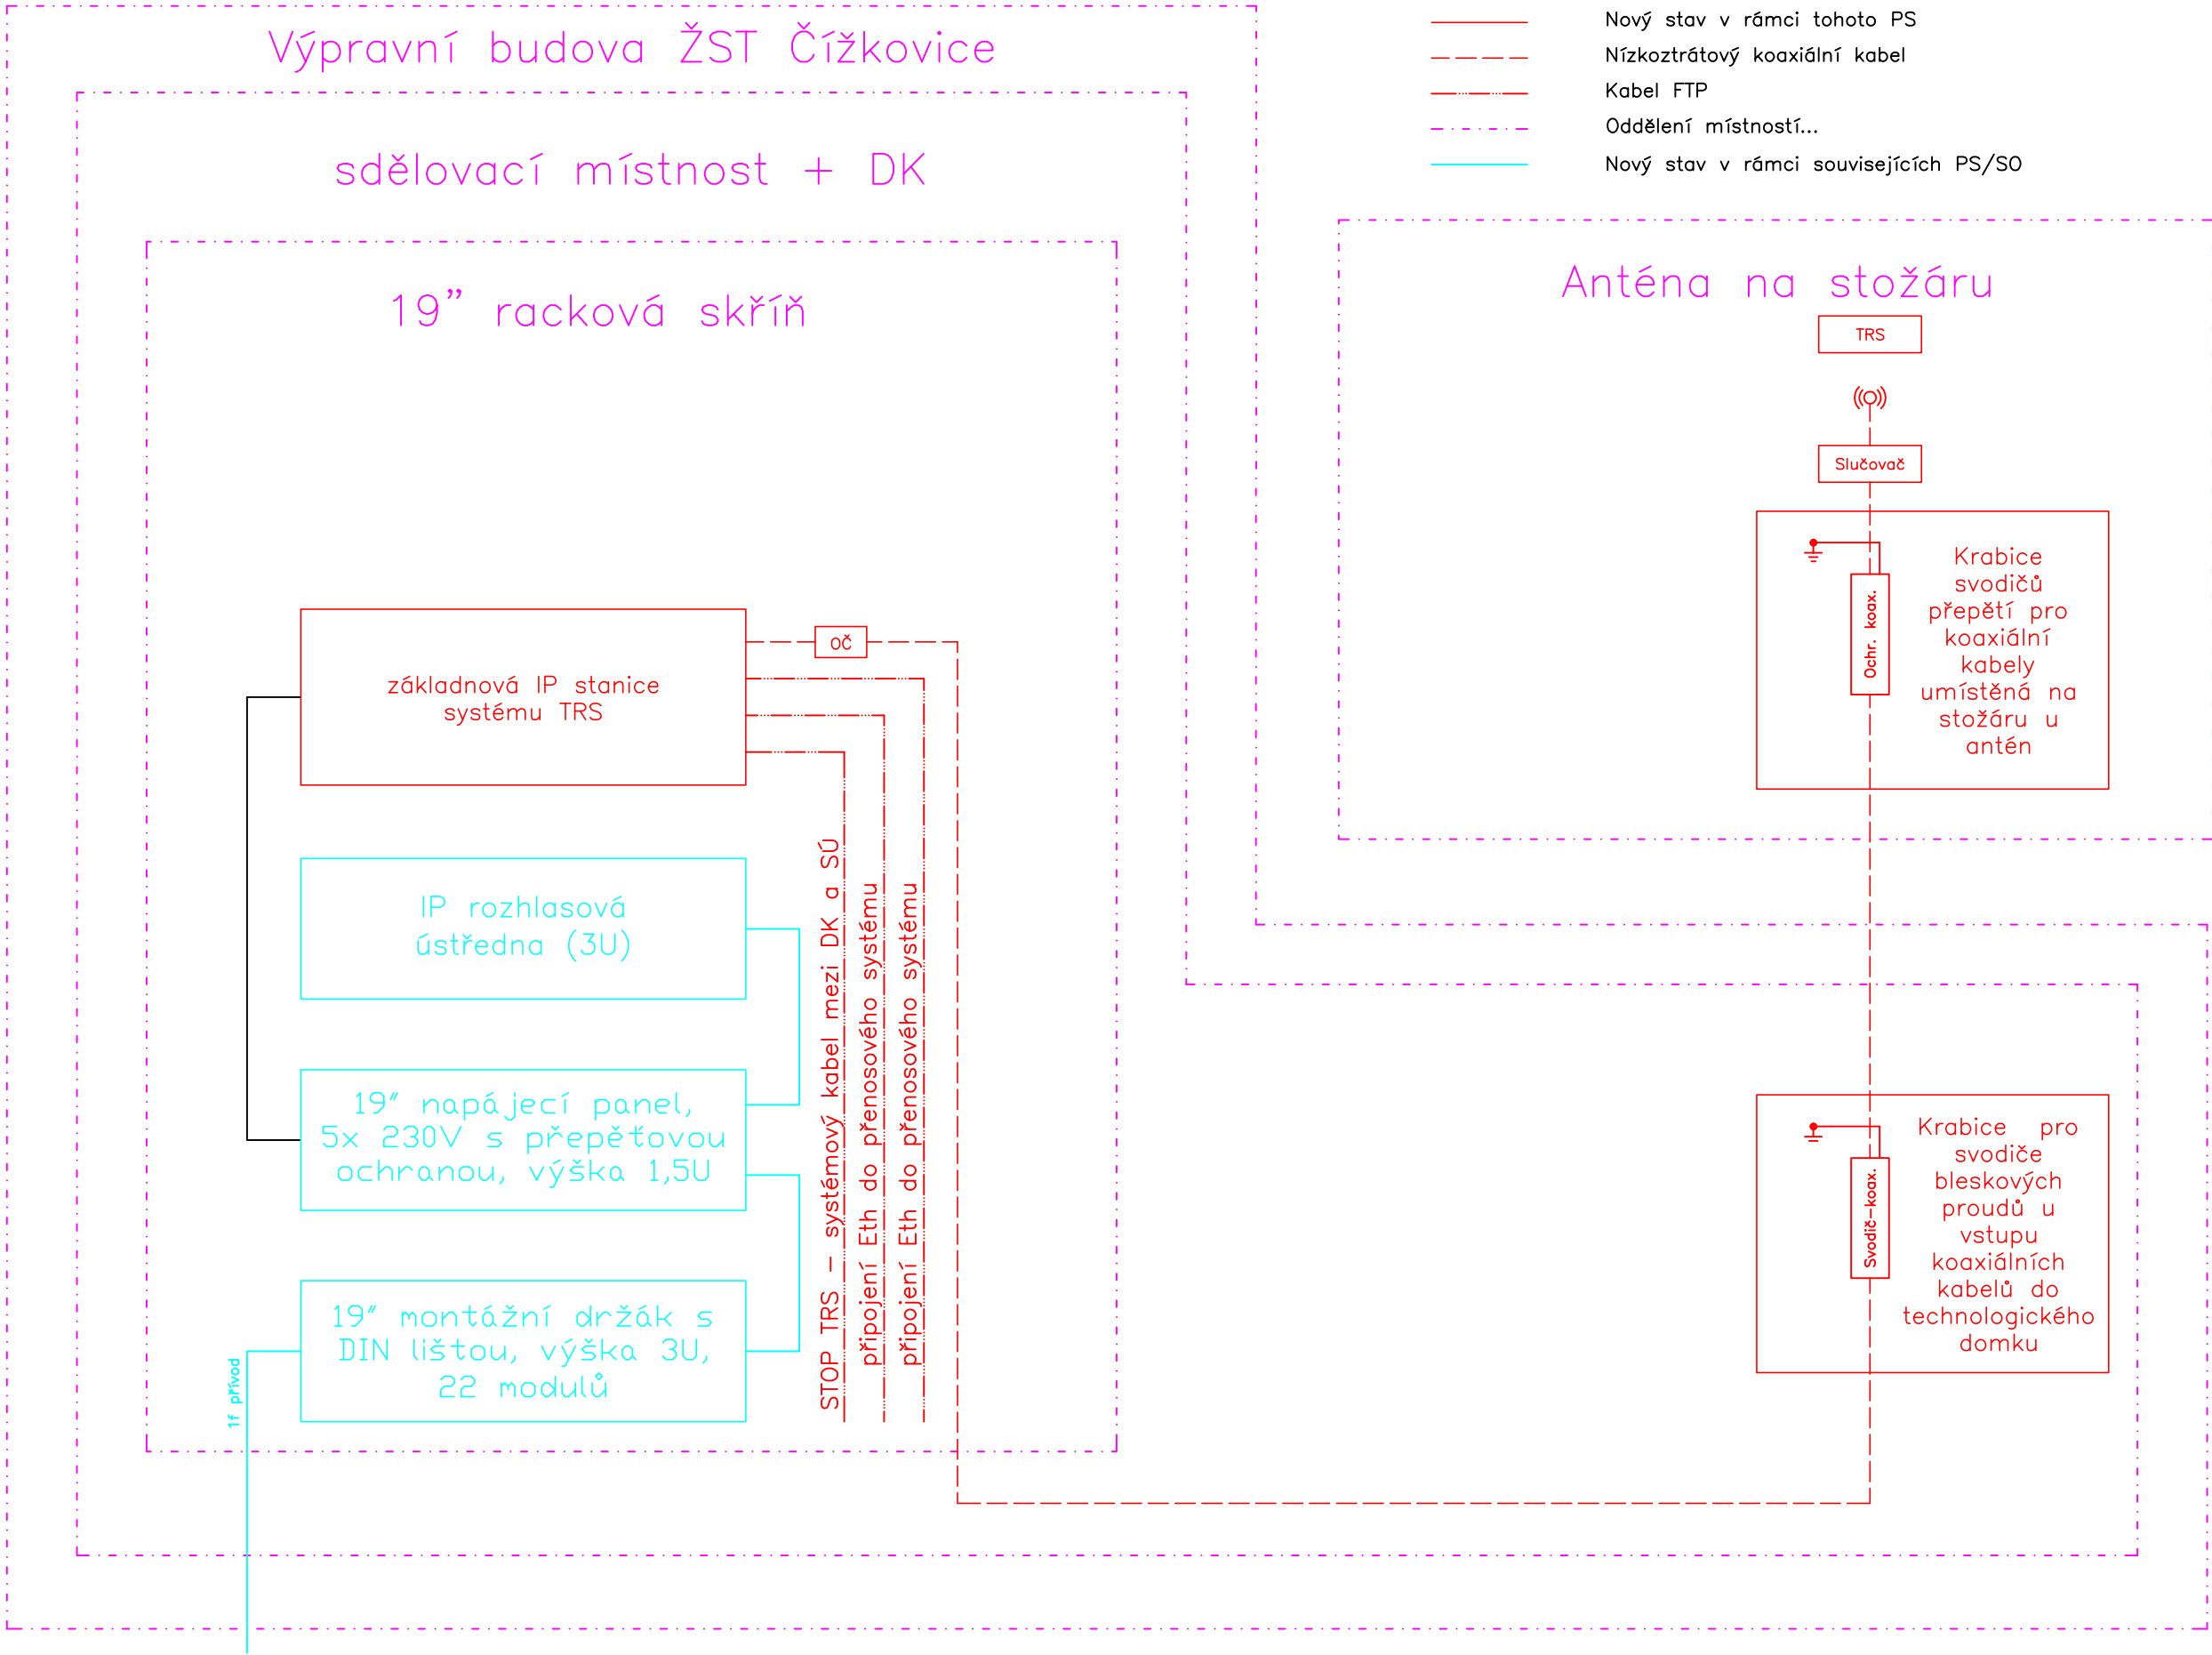 Výpravní budova ŽST Čížkovice
sdělovací místnost + DK
19” racková skříň
Nový stav v rámci tohoto PS
Nízkoztrátový koaxiální kabel
Kabel FTP
Oddělení místností...
Nový stav v rámci souvisejících PS/SO
Anténa na stožáru
TRS
Slučovač
Ochr. koax.
Krabice
svodičů
přepětí pro
koaxiální
kabely
umístěná na
stožáru u
antén
základnová IP stanice
systému TRS
OČ
IP rozhlasová
ústředna (3U)
19" napájecí panel,
5x 230V s přepěťovou
ochranou, výška 1,5U
19" montážní držák s
DIN lištou, výška 3U,
22 modulů
1f přívod
STOP TRS – systémový kabel mezi DK a SÚ
připojení Eth do přenosového systému
připojení Eth do přenosového systému
Svodič-koax.
Krabice pro
svodiče
bleskových
proudů u
vstupu
koaxiálních
kabelů do
technologického
domku